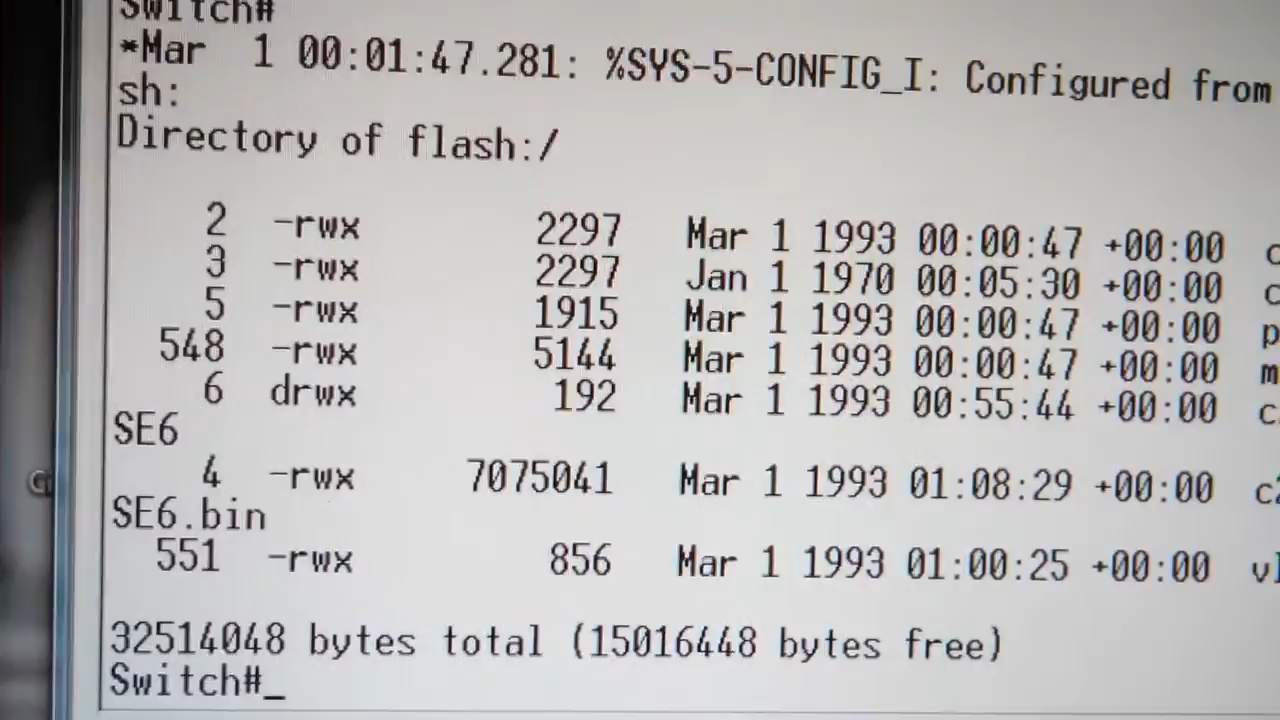 Switch#
*Mar  1 00:01:47.281: %SYS-5-CONFIG_I: Configured from
sh:
Directory of flash:/
2  -rwx  2297  Mar 1 1993 00:00:47 +00:00  c
3  -rwx  2297  Jan 1 1970 00:05:30 +00:00  c
5  -rwx  1915  Mar 1 1993 00:00:47 +00:00  p
548  -rwx  5144  Mar 1 1993 00:00:47 +00:00  m
6  drwx  192  Mar 1 1993 00:55:44 +00:00  c
SE6
4  -rwx  7075041  Mar 1 1993 01:08:29 +00:00  c2
SE6.bin
551  -rwx  856  Mar 1 1993 01:00:25 +00:00  vl
32514048 bytes total (15016448 bytes free)
Switch#_